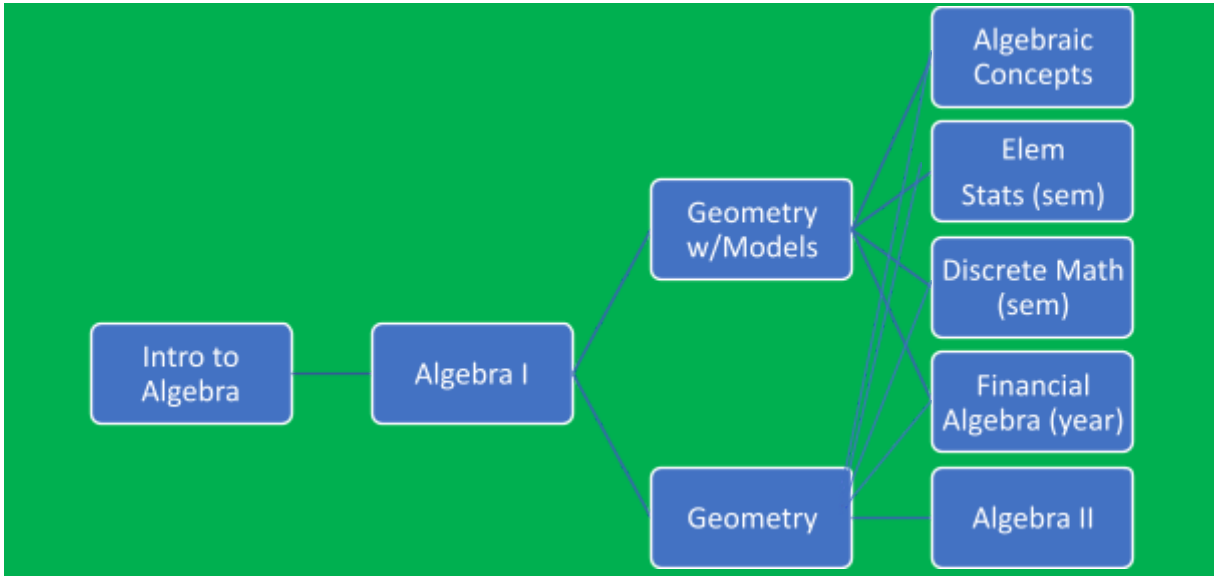 Intro to
Algebra
Algebra I
Geometry
w/Models
Geometry
Algebraic
Concepts
Elem
Stats (sem)
Discrete Math
(sem)
Financial
Algebra (year)
Algebra II